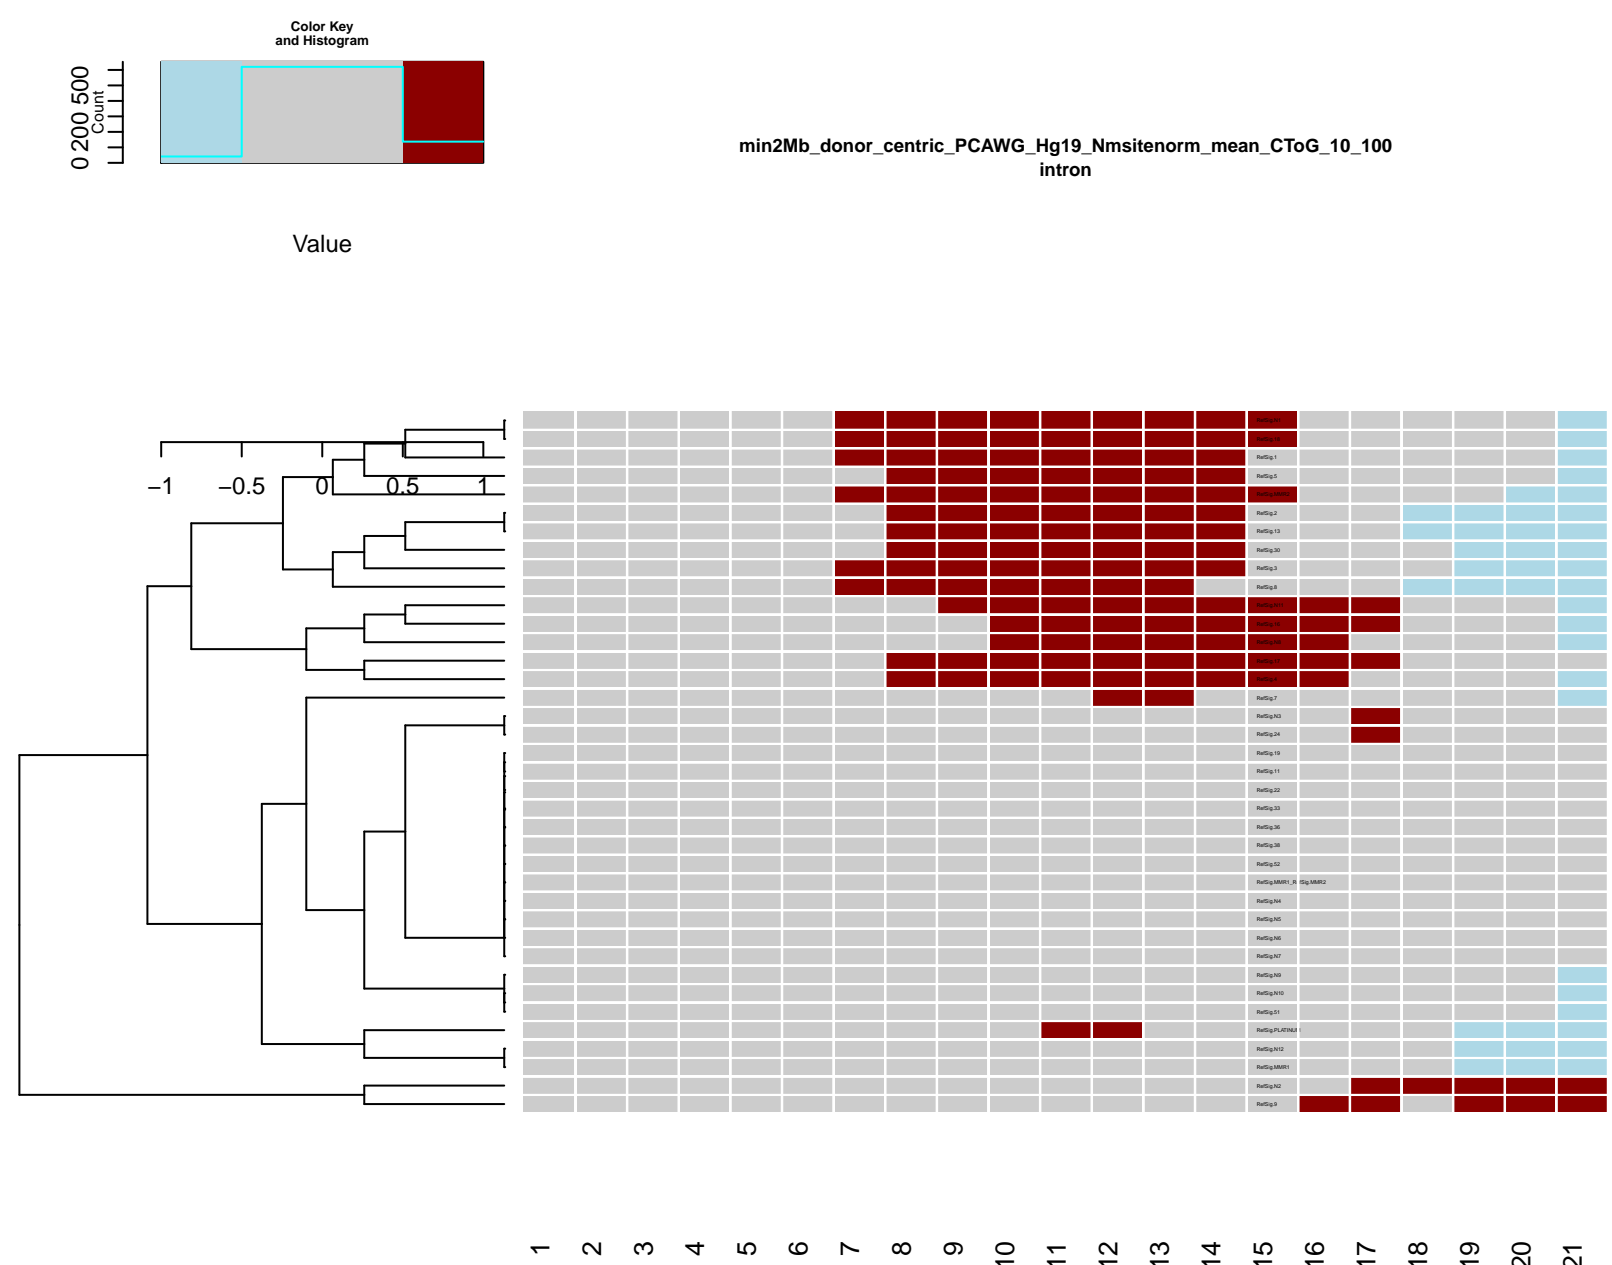 Color Key
and Histogram
0 200 500
Count
Value
min2Mb_donor_centric_PCAWG_Hg19_Nmsitenorm_mean_CToG_10_100
intron
−1 −0.5 0 0.5 1
RefSig.1
RefSig.5
RefSig.2
RefSig.13
RefSig.30
RefSig.3
RefSig.8
RefSig.7
RefSig.N3
RefSig.24
RefSig.19
RefSig.11
RefSig.22
RefSig.33
RefSig.36
RefSig.38
RefSig.52
RefSig.MMR1_RefSig.MMR2
RefSig.N4
RefSig.N5
RefSig.N6
RefSig.N7
RefSig.N9
RefSig.N10
RefSig.51
RefSig.PLATINUM
RefSig.N12
RefSig.MMR1
RefSig.N2
RefSig.9
1 2 3 4 5 6 7 8 9 10 11 12 13 14 15 16 17 18 19 20 21